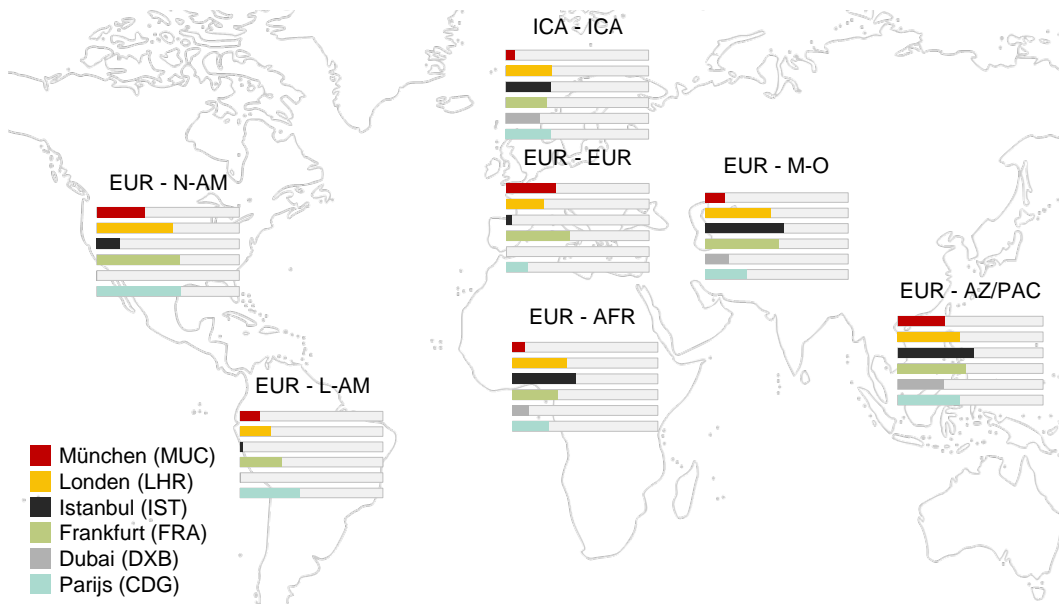 ICA - ICA
EUR - EUR
EUR - M-O
EUR - N-AM
EUR - AZ/PAC
EUR - AFR
EUR - L-AM
München (MUC)
Londen (LHR)
Istanbul (IST)
Frankfurt (FRA)
Dubai (DXB)
Parijs (CDG)